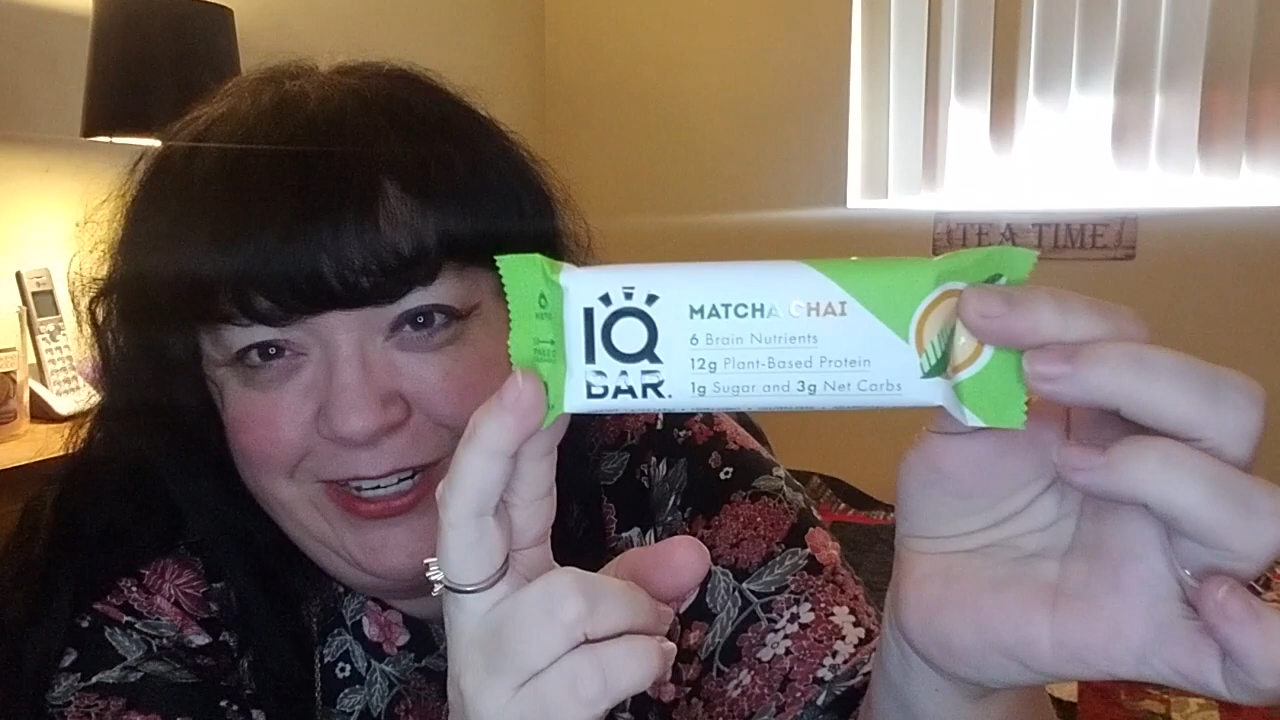 TEA TIME
IQ
BAR.
MATCHA CHAI
6 Brain Nutrients
12g Plant-Based Protein
1g Sugar and 3g Net Carbs
KETO